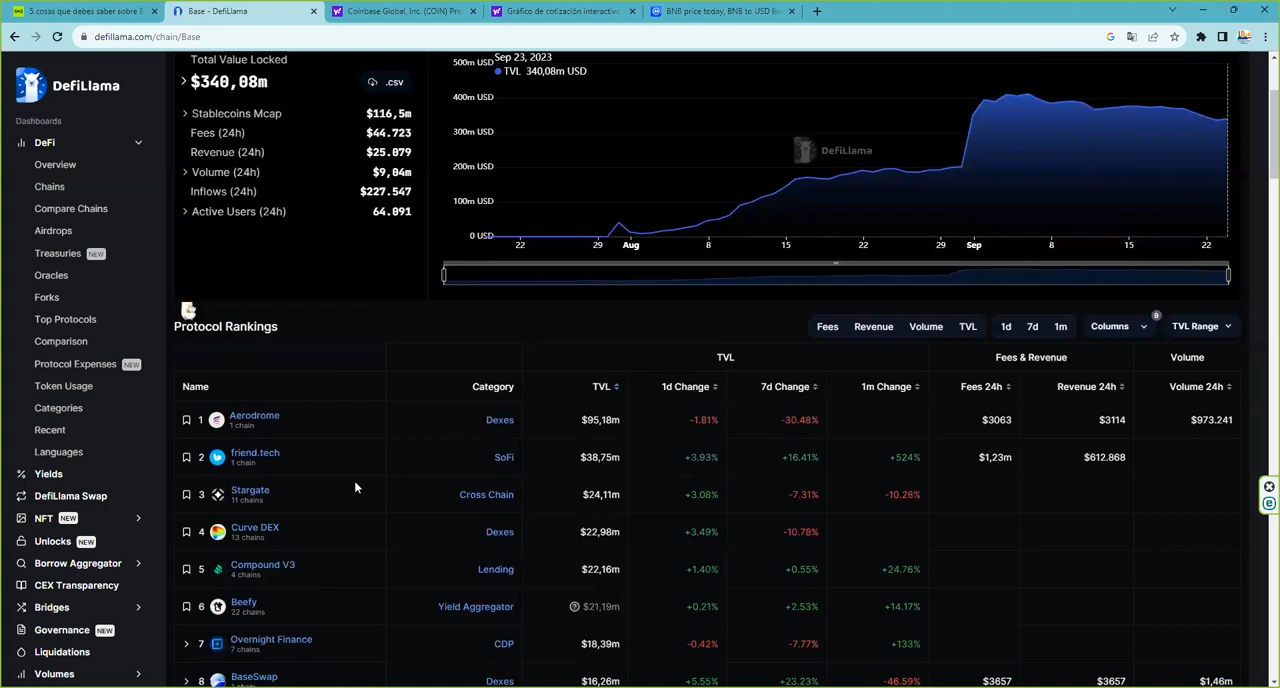 5 cosas que debes saber sobre B
Base - DefiLlama
Coinbase Global, Inc. (COIN) Pre
Gráfico de cotización interactivo
BNB price today, BNB to USD live
defillama.com/chain/Base
DefiLlama
Dashboards
DeFi
Overview
Chains
Compare Chains
Airdrops
Treasuries NEW
Oracles
Forks
Top Protocols
Comparison
Protocol Expenses NEW
Token Usage
Categories
Recent
Languages
Yields
DefiLlama Swap
NFT NEW
Unlocks NEW
Borrow Aggregator
CEX Transparency
Bridges
Governance NEW
Liquidations
Volumes
Total Value Locked
$340,08m
.CSV
Stablecoins Mcap $116,5m
Fees (24h) $44.723
Revenue (24h) $25.079
Volume (24h) $9,04m
Inflows (24h) $227.547
Active Users (24h) 64.091
Sep 23, 2023
TVL 340,08m USD
500m USD
400m USD
300m USD
200m USD
100m USD
0 USD
DefiLlama
22 29 Aug 8 15 22 29 Sep 8 15 22
Protocol Rankings
Fees Revenue Volume TVL 1d 7d 1m Columns 9 TVL Range
TVL Fees & Revenue Volume
Name Category TVL 1d Change 7d Change 1m Change Fees 24h Revenue 24h Volume 24h
1 Aerodrome Dexes $95,18m -1.81% -30.48% $3063 $3114 $973.241
1 chain
2 friend.tech SoFi $38,75m +3.93% +16.41% +524% $1,23m $612.868
1 chain
3 Stargate Cross Chain $24,11m +3.08% -7.31% -10.28%
11 chains
4 Curve DEX Dexes $22,98m +3.49% -10.78%
13 chains
5 Compound V3 Lending $22,16m +1.40% +0.55% +24.76%
4 chains
6 Beefy Yield Aggregator $21,19m +0.21% +2.53% +14.17%
22 chains
7 Overnight Finance CDP $18,39m -0.42% -7.77% +133%
7 chains
8 BaseSwap Dexes $16,26m +5.55% +23.23% -46.59% $3657 $3657 $1,46m